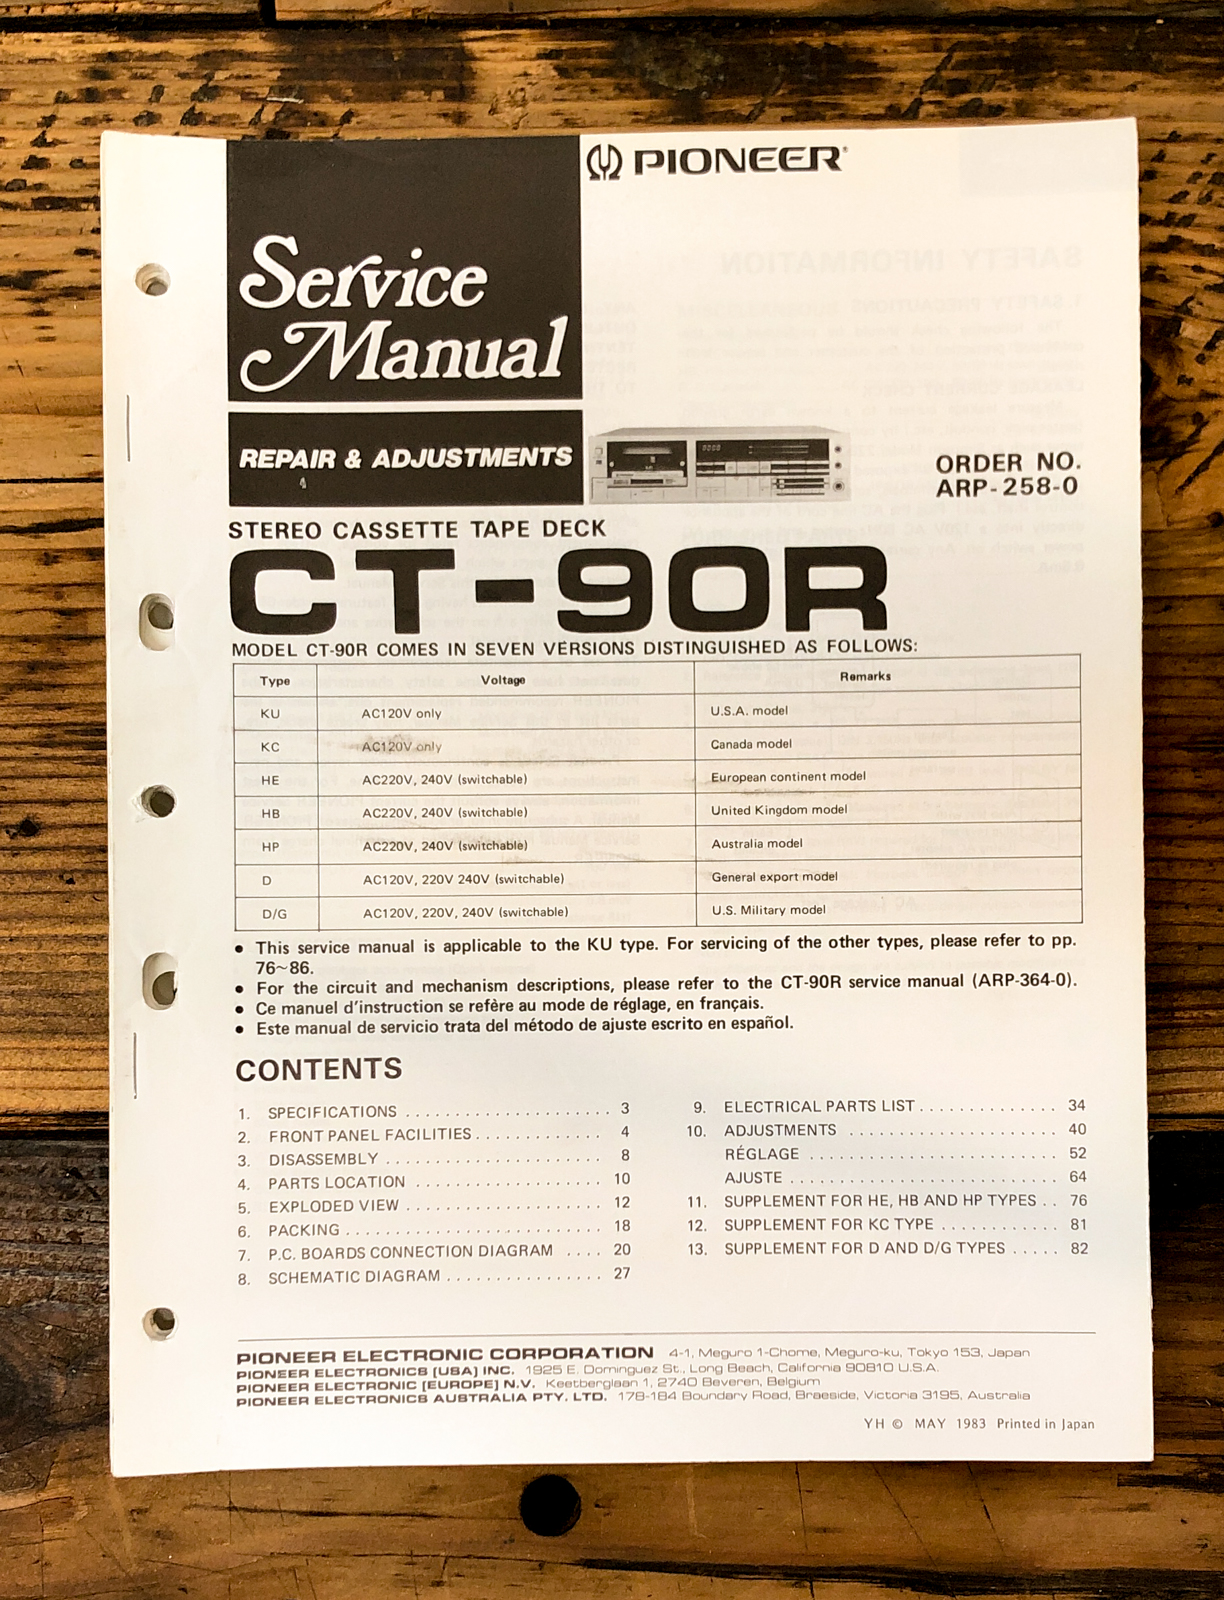 PIONEER®
Service
Manual
REPAIR & ADJUSTMENTS
ORDER NO.
ARP-258-0
STEREO CASSETTE TAPE DECK
CT-90R
MODEL CT-90R COMES IN SEVEN VERSIONS DISTINGUISHED AS FOLLOWS:
Type Voltage Remarks
KU AC120V only U.S.A. model
KC AC120V only Canada model
HE AC220V, 240V (switchable) European continent model
HB AC220V, 240V (switchable) United Kingdom model
HP AC220V, 240V (switchable) Australia model
D AC120V, 220V 240V (switchable) General export model
D/G AC120V, 220V, 240V (switchable) U.S. Military model
● This service manual is applicable to the KU type. For servicing of the other types, please refer to pp.
76~86.
● For the circuit and mechanism descriptions, please refer to the CT-90R service manual (ARP-364-0).
● Ce manuel d'instruction se refère au mode de réglage, en français.
● Este manual de servicio trata del método de ajuste escrito en español.
CONTENTS
1. SPECIFICATIONS . . . . . . . . . . . . . . . . . . . . . . 3
2. FRONT PANEL FACILITIES . . . . . . . . . . . . . 4
3. DISASSEMBLY . . . . . . . . . . . . . . . . . . . . . . 8
4. PARTS LOCATION . . . . . . . . . . . . . . . . . . . 10
5. EXPLODED VIEW . . . . . . . . . . . . . . . . . . . . 12
6. PACKING . . . . . . . . . . . . . . . . . . . . . . . . . . 18
7. P.C. BOARDS CONNECTION DIAGRAM . . . . 20
8. SCHEMATIC DIAGRAM . . . . . . . . . . . . . . . . 27
9. ELECTRICAL PARTS LIST . . . . . . . . . . . . . . 34
10. ADJUSTMENTS . . . . . . . . . . . . . . . . . . . . . 40
RÉGLAGE . . . . . . . . . . . . . . . . . . . . . . . . . 52
AJUSTE . . . . . . . . . . . . . . . . . . . . . . . . . . . 64
11. SUPPLEMENT FOR HE, HB AND HP TYPES . . 76
12. SUPPLEMENT FOR KC TYPE . . . . . . . . . . . . 81
13. SUPPLEMENT FOR D AND D/G TYPES . . . . . 82
PIONEER ELECTRONIC CORPORATION 4-1, Meguro 1-Chome, Meguro-ku, Tokyo 153, Japan
PIONEER ELECTRONICS [USA] INC. 1925 E. Dominguez St., Long Beach, California 90810 U.S.A.
PIONEER ELECTRONIC [EUROPE] N.V. Keetberglaan 1, 2740 Beveren, Belgium
PIONEER ELECTRONICS AUSTRALIA PTY. LTD. 178-184 Boundary Road, Braeside, Victoria 3195, Australia
YH © MAY 1983 Printed in Japan